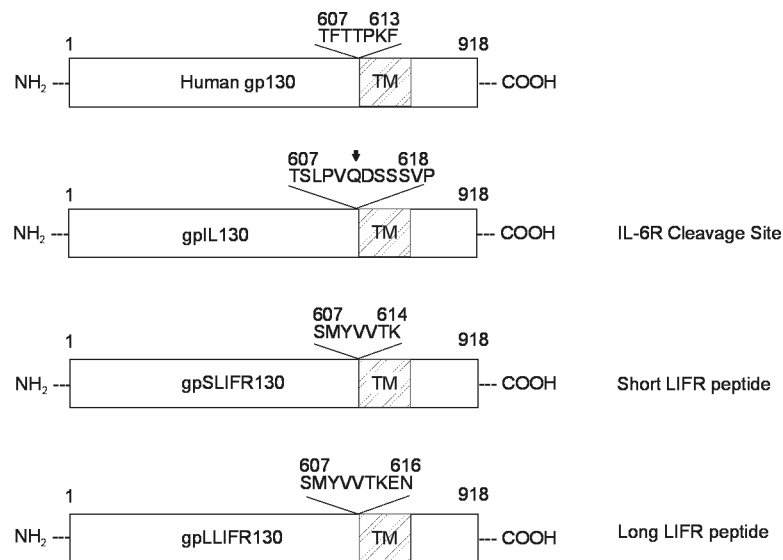 607 613
TFTTPKF
1 918
NH2 --- Human gp130 TM --- COOH
607 618
TSLPVQDSSSVP
1 918
NH2 --- gpIL130 TM --- COOH IL-6R Cleavage Site
607 614
SMYVVTK
1 918
NH2 --- gpSLIFR130 TM --- COOH Short LIFR peptide
607 616
SMYVVTKEN
1 918
NH2 --- gpLLIFR130 TM --- COOH Long LIFR peptide